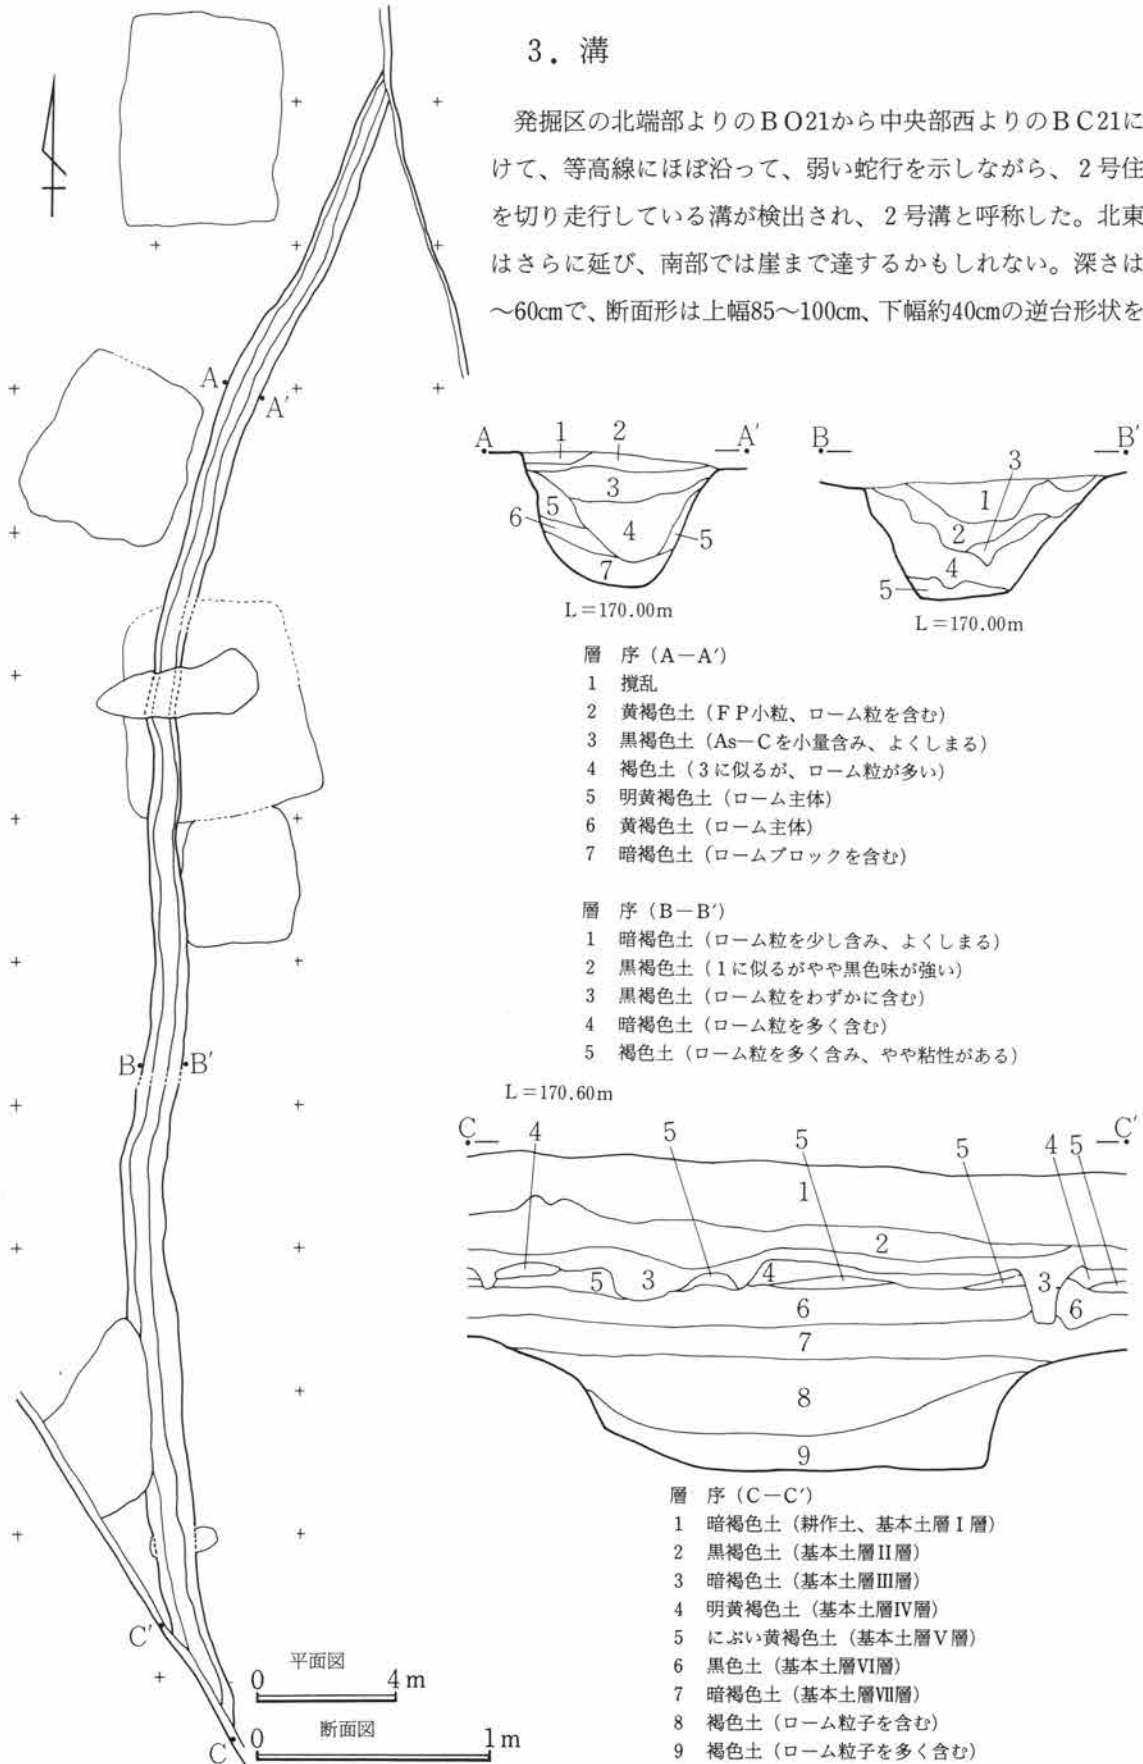 3．溝
発掘区の北端部よりのＢＯ21から中央部西よりのＢＣ21に
けて、等高線にほぼ沿って、弱い蛇行を示しながら、２号住
を切り走行している溝が検出され、２号溝と呼称した。北東
はさらに延び、南部では崖まで達するかもしれない。深さは
～60cmで、断面形は上幅85～100cm、下幅約40cmの逆台形状を
A
A'
A
1
2
A'
3
5
6
4
5
7
L＝170.00m
B
B'
3
1
2
4
5
L＝170.00m
層　序（A－A'）
1　攪乱
2　黄褐色土（ＦＰ小粒、ローム粒を含む）
3　黒褐色土（As－Cを小量含み、よくしまる）
4　褐色土（３に似るが、ローム粒が多い）
5　明黄褐色土（ローム主体）
6　黄褐色土（ローム主体）
7　暗褐色土（ロームブロックを含む）
層　序（B－B'）
1　暗褐色土（ローム粒を少し含み、よくしまる）
2　黒褐色土（１に似るがやや黒色味が強い）
3　黒褐色土（ローム粒をわずかに含む）
4　暗褐色土（ローム粒を多く含む）
5　褐色土（ローム粒を多く含み、やや粘性がある）
B
B'
L＝170.60m
C
4
5
5
5
4
5
C'
1
2
5
3
4
3
6
6
7
8
9
層　序（C－C'）
1　暗褐色土（耕作土、基本土層Ⅰ層）
2　黒褐色土（基本土層II層）
3　暗褐色土（基本土層III層）
4　明黄褐色土（基本土層IV層）
5　にぶい黄褐色土（基本土層Ⅴ層）
6　黒色土（基本土層VI層）
7　暗褐色土（基本土層VII層）
8　褐色土（ローム粒子を含む）
9　褐色土（ローム粒子を多く含む）
C'
C
平面図
0　4m
断面図
0　1m